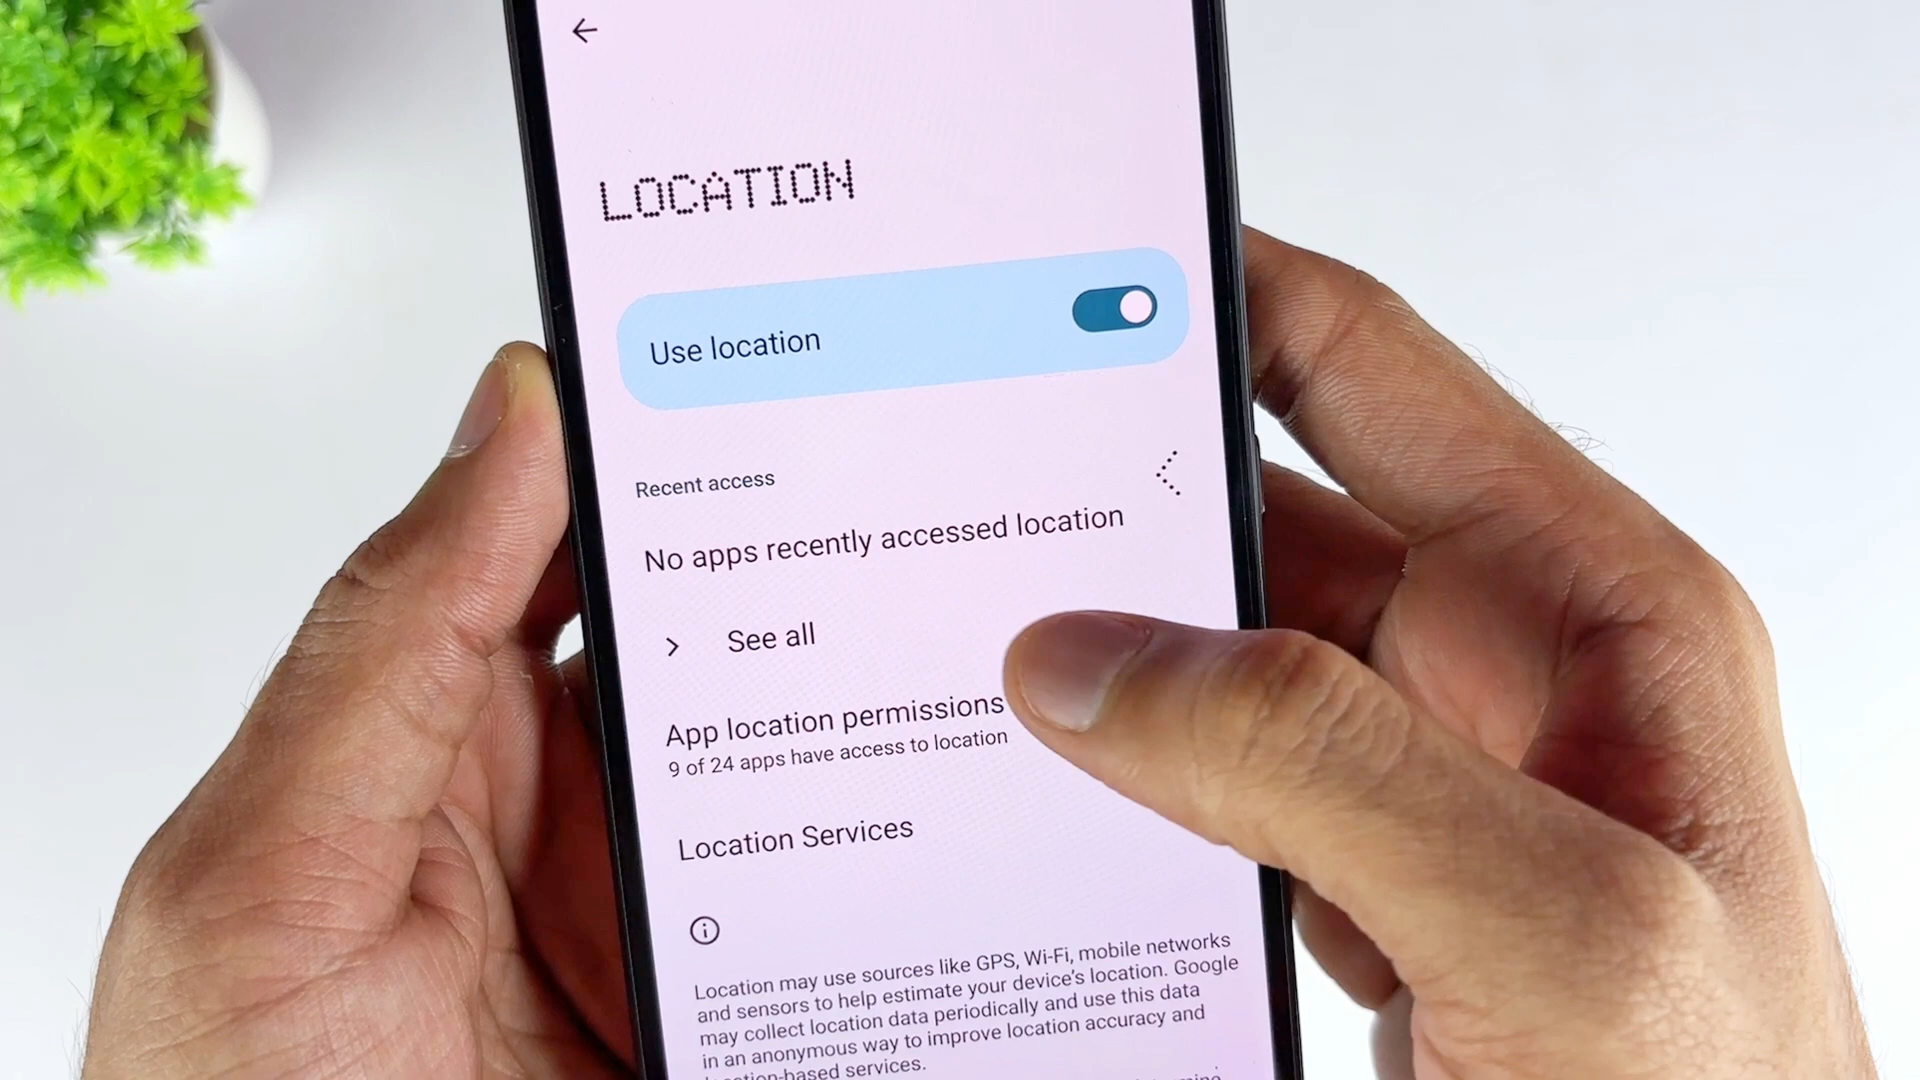 LOCATION
Use location
Recent access
No apps recently accessed location
See all
App location permissions
9 of 24 apps have access to location
Location Services
Location may use sources like GPS, Wi-Fi, mobile networks
and sensors to help estimate your device's location. Google
may collect location data periodically and use this data
in an anonymous way to improve location accuracy and
location-based services.